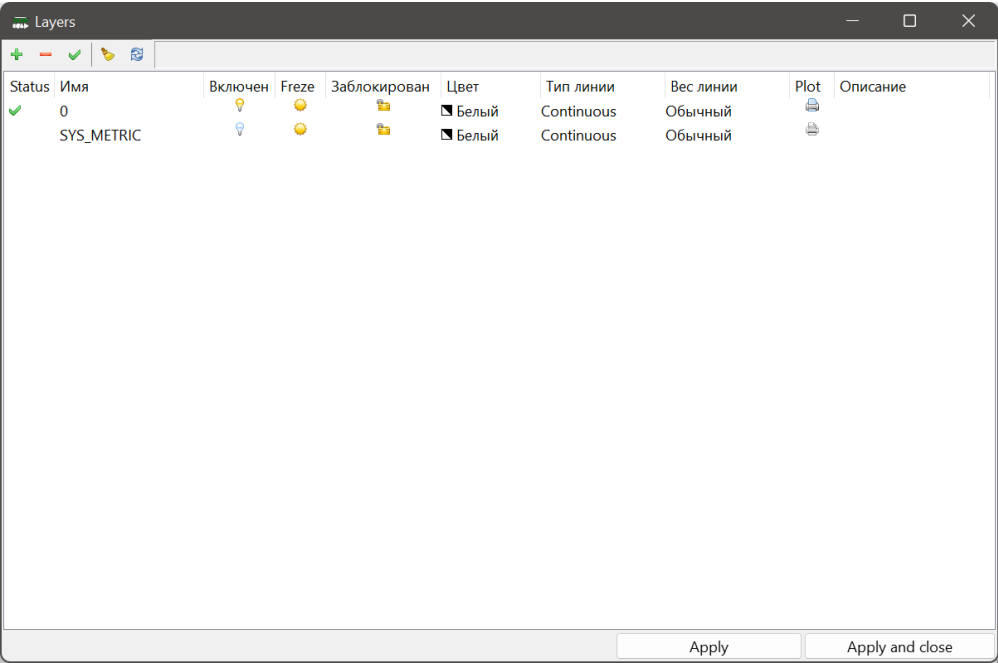 Layers
Status Имя Включен Freze Заблокирован Цвет Тип линии Вес линии Plot Описание
0 Белый Continuous Обычный
SYS_METRIC Белый Continuous Обычный
Apply Apply and close